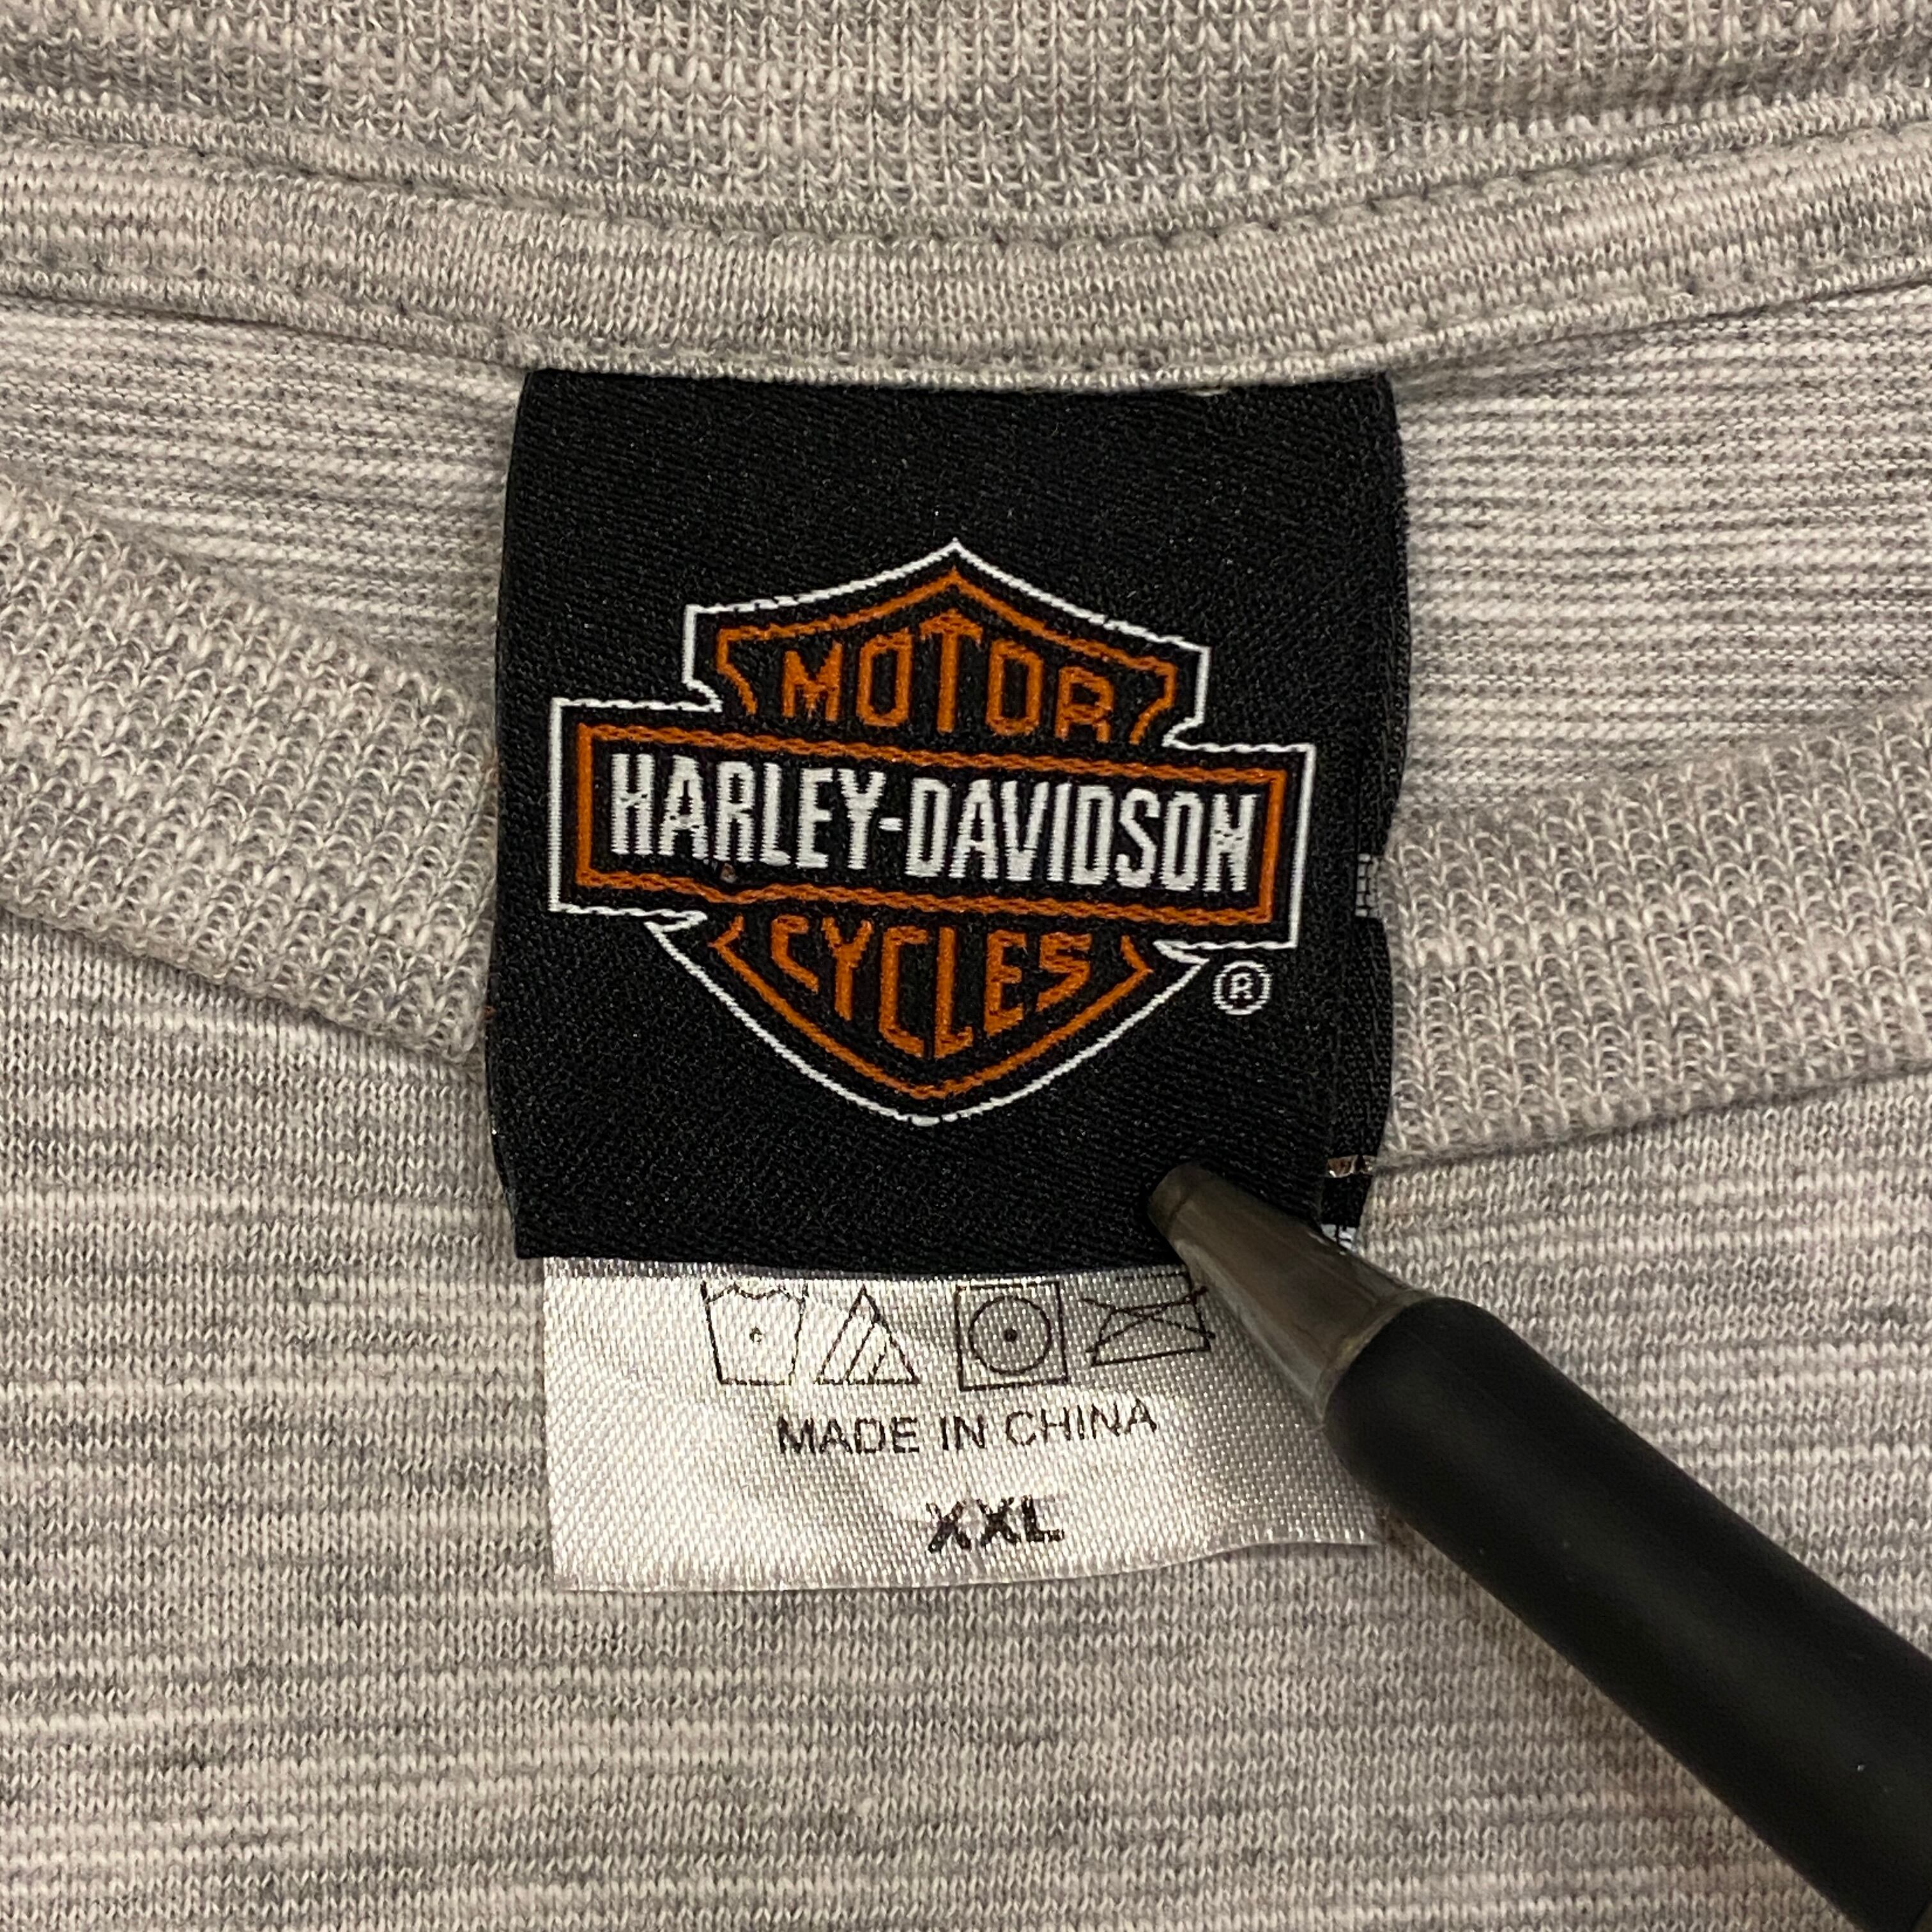 MOTOR
HARLEY-DAVIDSON
CYCLES
®
MADE IN CHINA
XXL